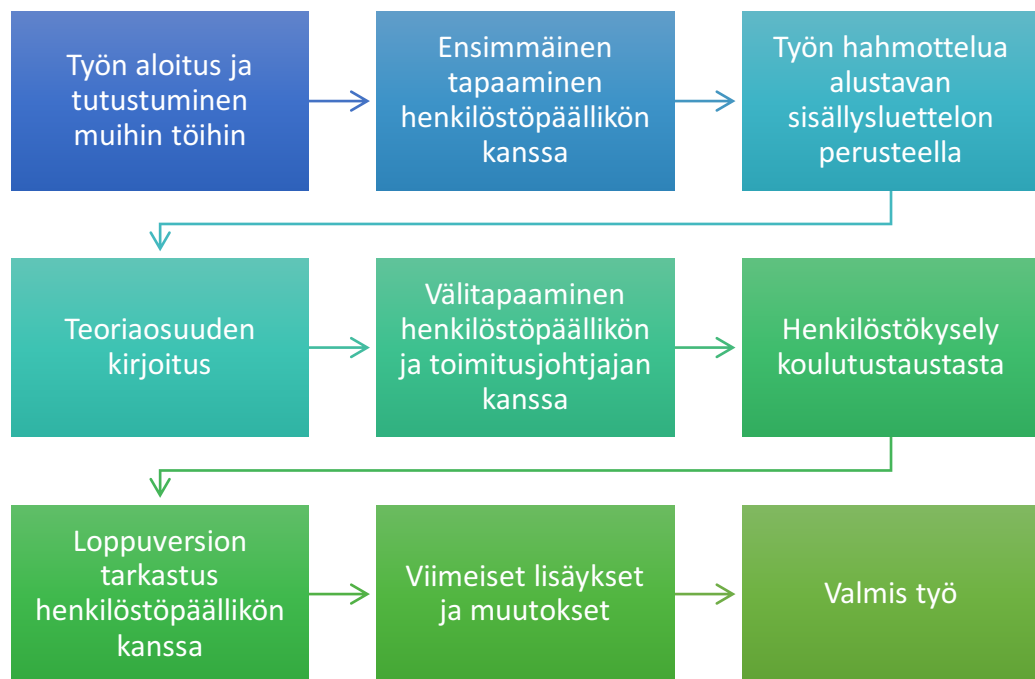 Työn aloitus ja
tutustuminen
muihin töihin
Ensimmäinen
tapaaminen
henkilöstöpäällikön
kanssa
Työn hahmottelua
alustavan
sisällysluettelon
perusteella
Teoriaosuuden
kirjoitus
Välitapaaminen
henkilöstöpäällikön
ja toimitusjohtjajan
kanssa
Henkilöstökysely
koulutustaustasta
Loppuversion
tarkastus
henkilöstöpäällikön
kanssa
Viimeiset lisäykset
ja muutokset
Valmis työ